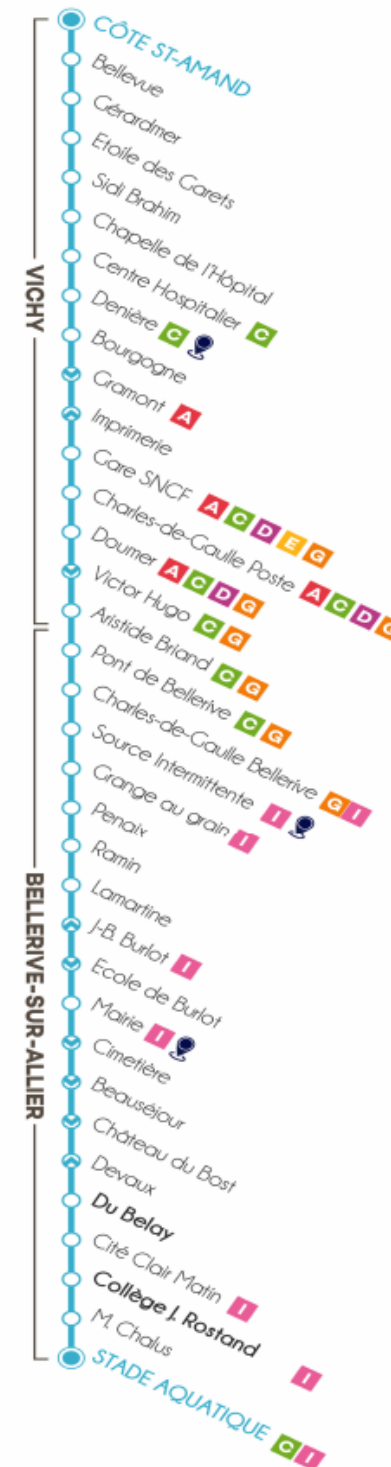 CÔTE ST-AMAND
Bellevue
Gérardmer
Etoile des Garets
Sidi Brahim
Chapelle de l'Hôpital
Centre Hospitalier C
Denière C
Bourgogne
Gramont A
Imprimerie
Gare SNCF A C D E G
Charles-de-Gaulle Poste A C D G
Doumer A C D G
Victor Hugo C G
Aristide Briand C G
Pont de Bellerive C G
Charles-de-Gaulle Bellerive G I
Source Intermittente I
Grange au grain I
Penaix
Ramin
Lamartine
J-B. Burlot I
Ecole de Burlot
Mairie I
Cimetière
Beauséjour
Château du Bost
Devaux
Du Belay
Cité Clair Matin I
Collège J. Rostand I
M. Chalus
STADE AQUATIQUE C I
VICHY
BELLERIVE-SUR-ALLIER